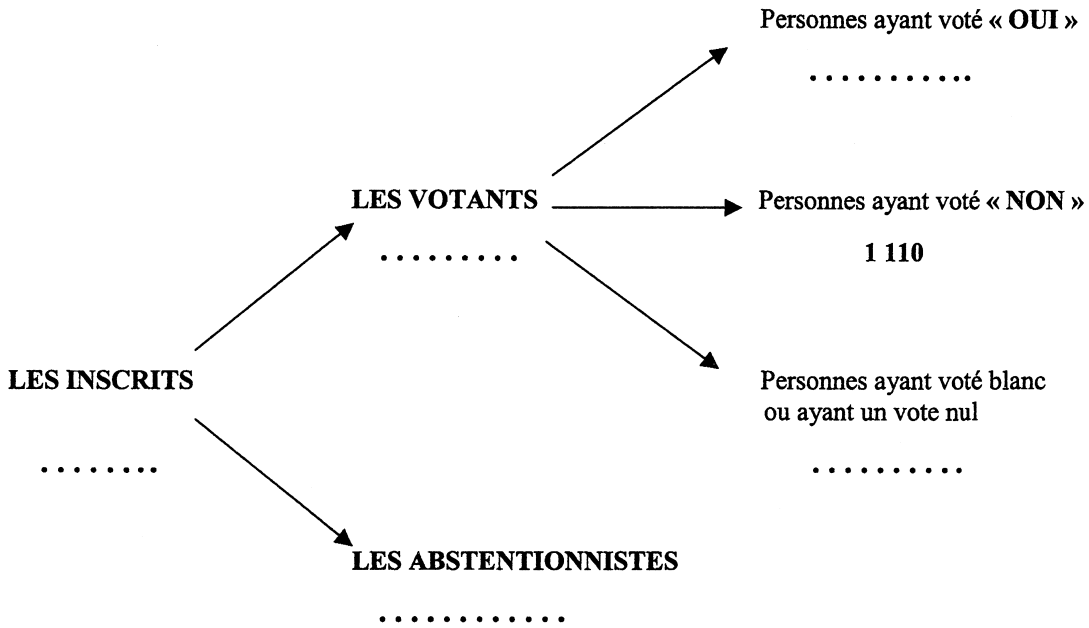 Personnes ayant voté « OUI »
. . . . . . . . . . .
LES VOTANTS
. . . . . . . . .
Personnes ayant voté « NON »
1 110
LES INSCRITS
. . . . . . . .
Personnes ayant voté blanc
ou ayant un vote nul
. . . . . . . . . .
LES ABSTENTIONNISTES
. . . . . . . . . . . .